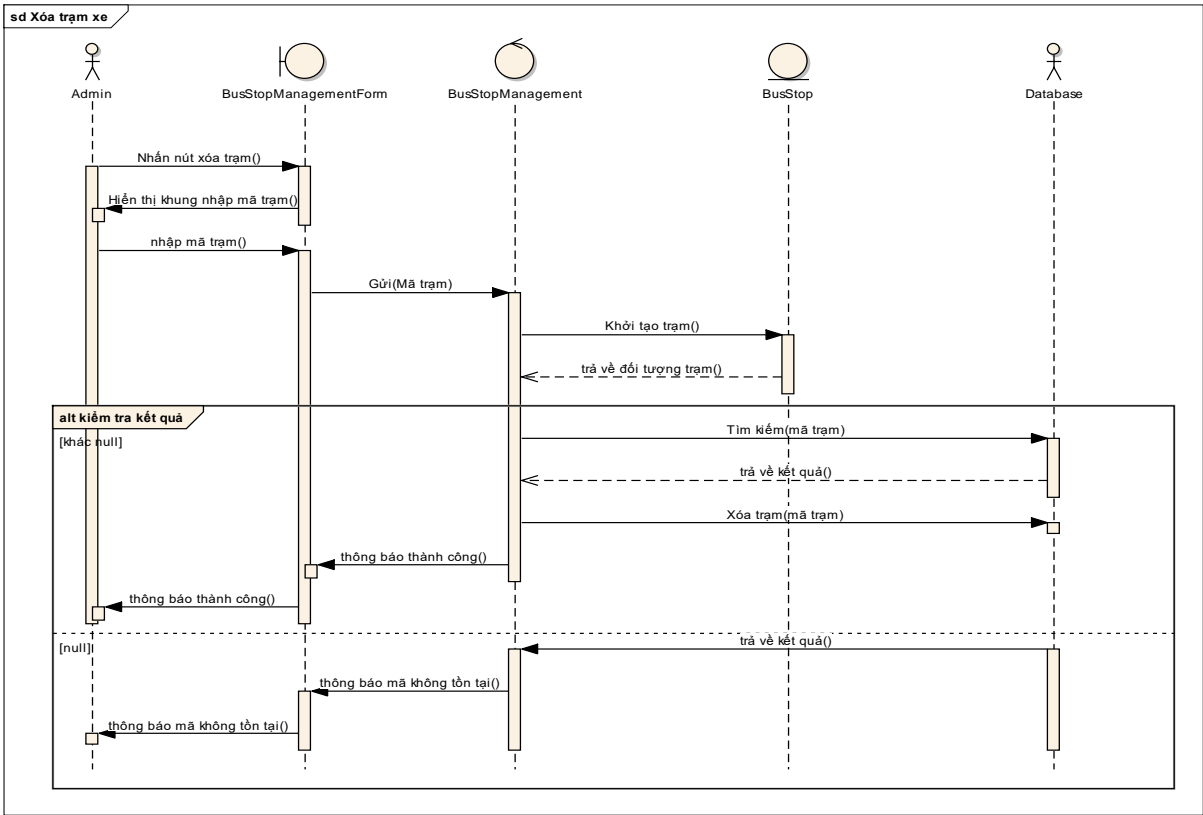 sd Xóa trạm xe
Admin
BusStopManagementForm
BusStopManagement
BusStop
Database
Nhấn nút xóa trạm()
Hiển thị khung nhập mã trạm()
nhập mã trạm()
Gửi(Mã trạm)
Khởi tạo trạm()
trả về đối tượng trạm()
alt kiểm tra kết quả
[khác null]
Tìm kiếm(mã trạm)
trả về kết quả()
Xóa trạm(mã trạm)
thông báo thành công()
thông báo thành công()
[null]
trả về kết quả()
thông báo mã không tồn tại()
thông báo mã không tồn tại()